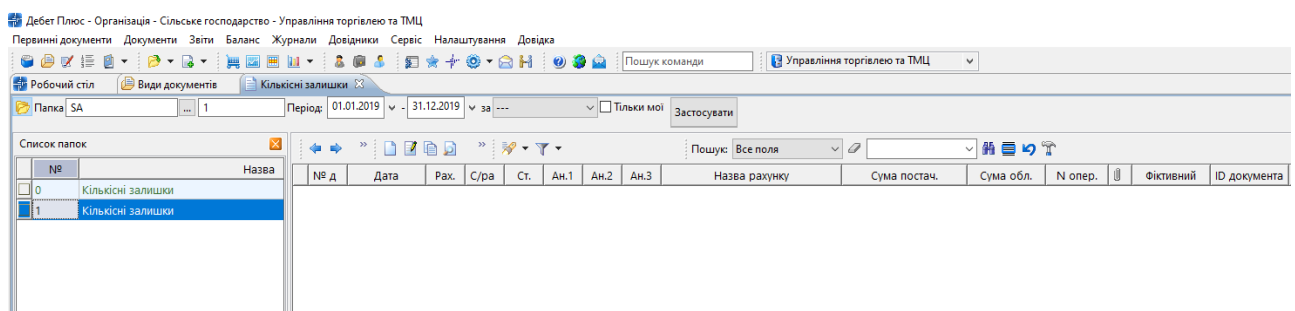 Дебет Плюс - Організація - Сільське господарство - Управління торгівлею та ТМЦ
Первинні документи Документи Звіти Баланс Журнали Довідники Сервіс Налаштування Довідка
Пошук команди Управління торгівлею та ТМЦ
Робочий стіл Види документів Кількісні залишки
Папка SA ... 1 Період: 01.01.2019 - 31.12.2019 за --- Тільки мої Застосувати
Список папок Пошук: Все поля
№ Назва № д Дата Рах. С/ра Ст. Ан.1 Ан.2 Ан.3 Назва рахунку Сума постач. Сума обл. N опер. Фіктивний ID документа
0 Кількісні залишки
1 Кількісні залишки